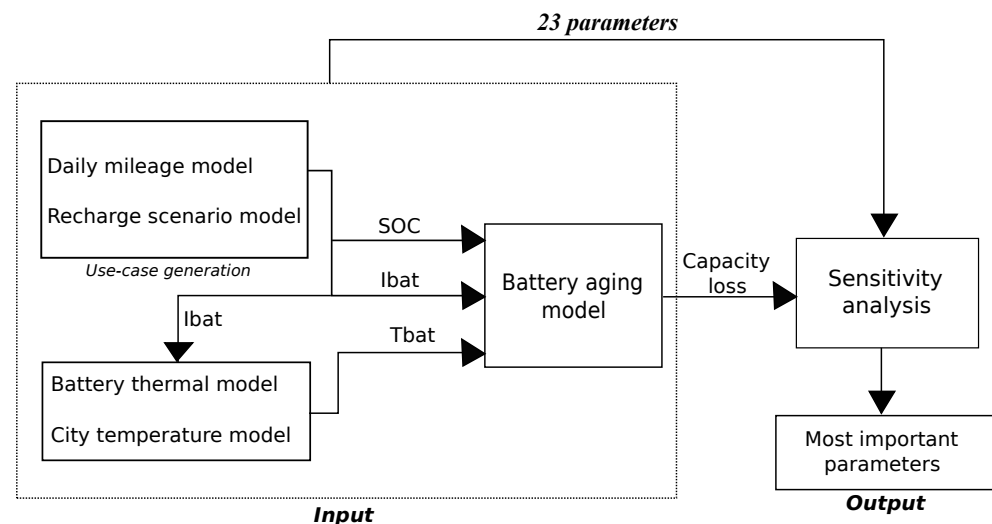 23 parameters
Daily mileage model
Recharge scenario model
Use-case generation
SOC
Ibat
Ibat
Tbat
Battery aging
model
Capacity
loss
Sensitivity
analysis
Battery thermal model
City temperature model
Most important
parameters
Input
Output